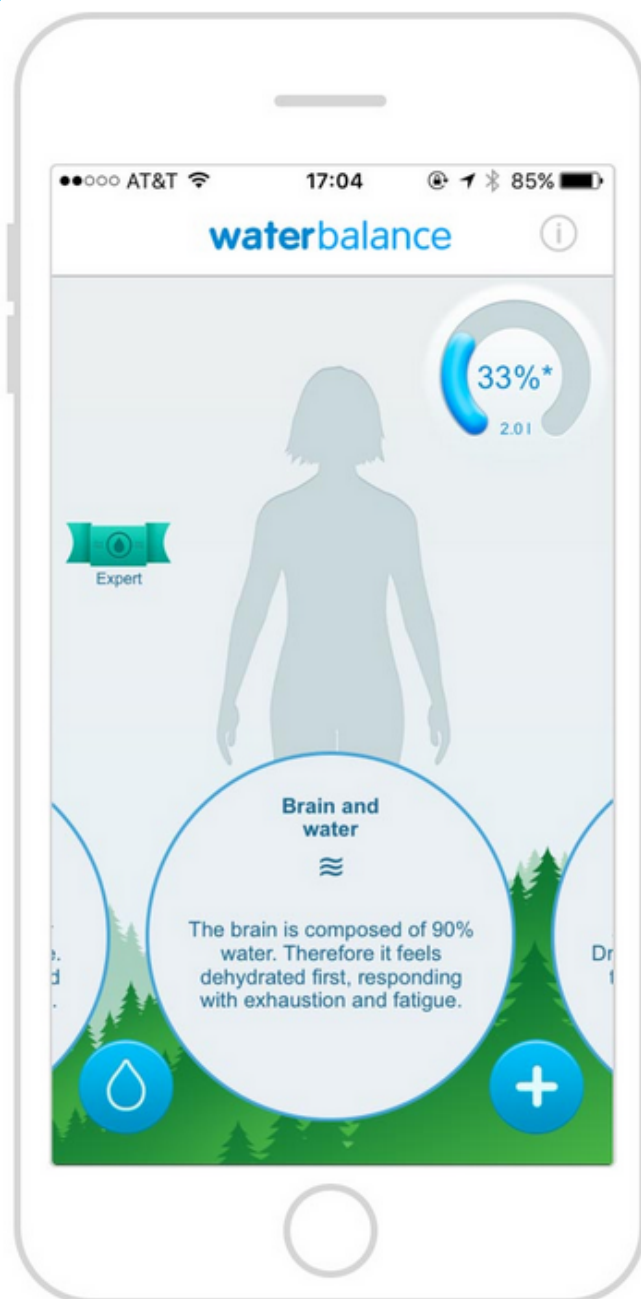 AT&T 17:04 85%
waterbalance
33%*
2.0 l
Expert
Brain and
water
The brain is composed of 90%
water. Therefore it feels
dehydrated first, responding
with exhaustion and fatigue.